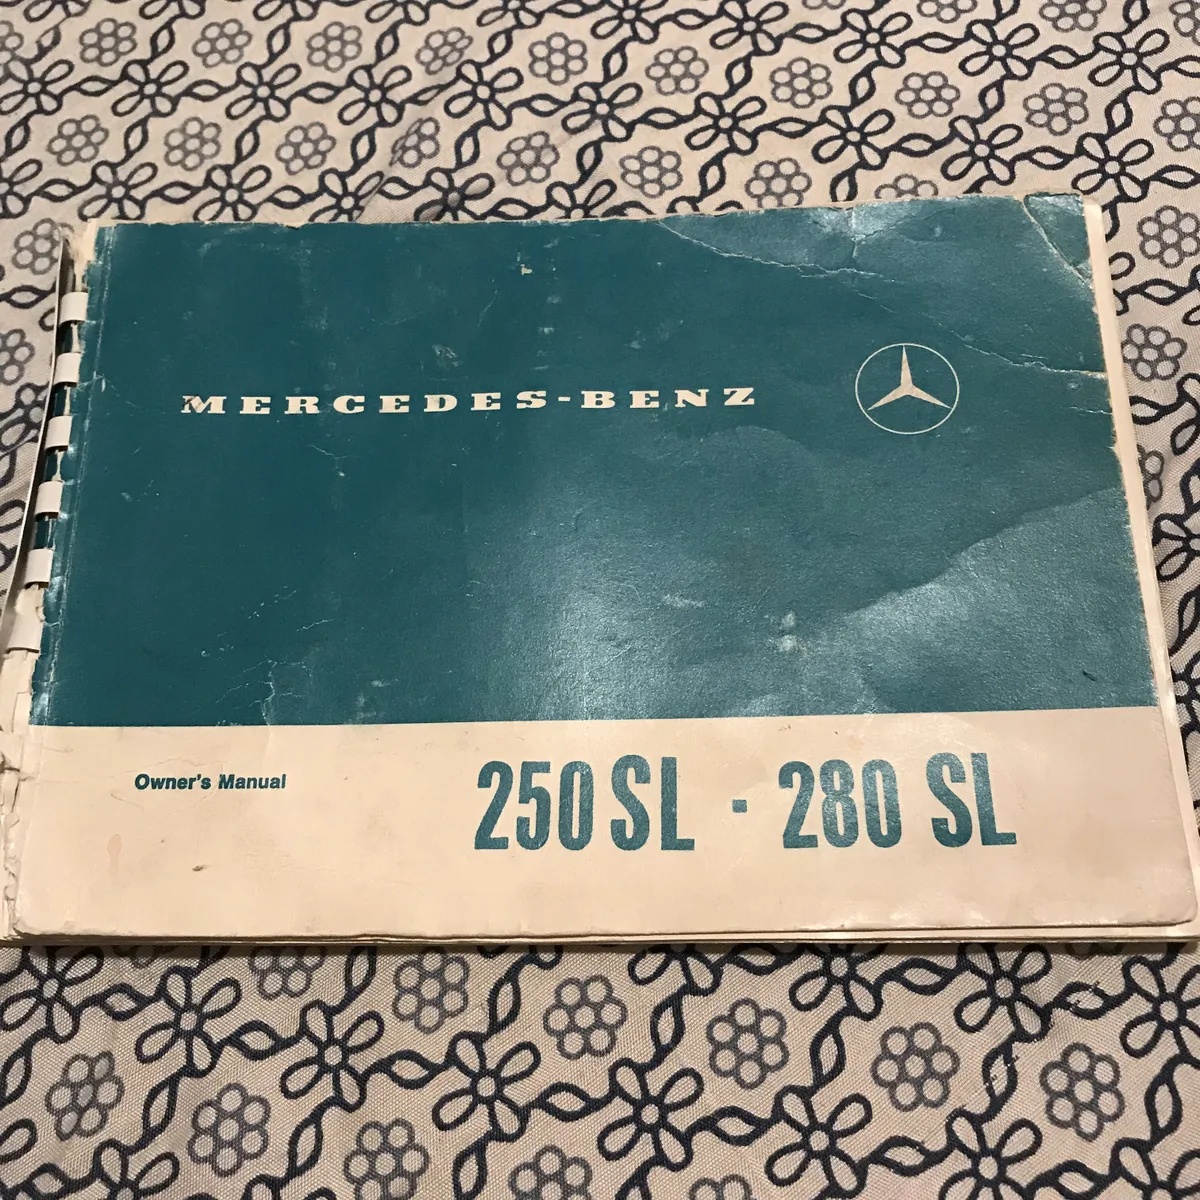 MERCEDES-BENZ
Owner's Manual
250 SL · 280 SL